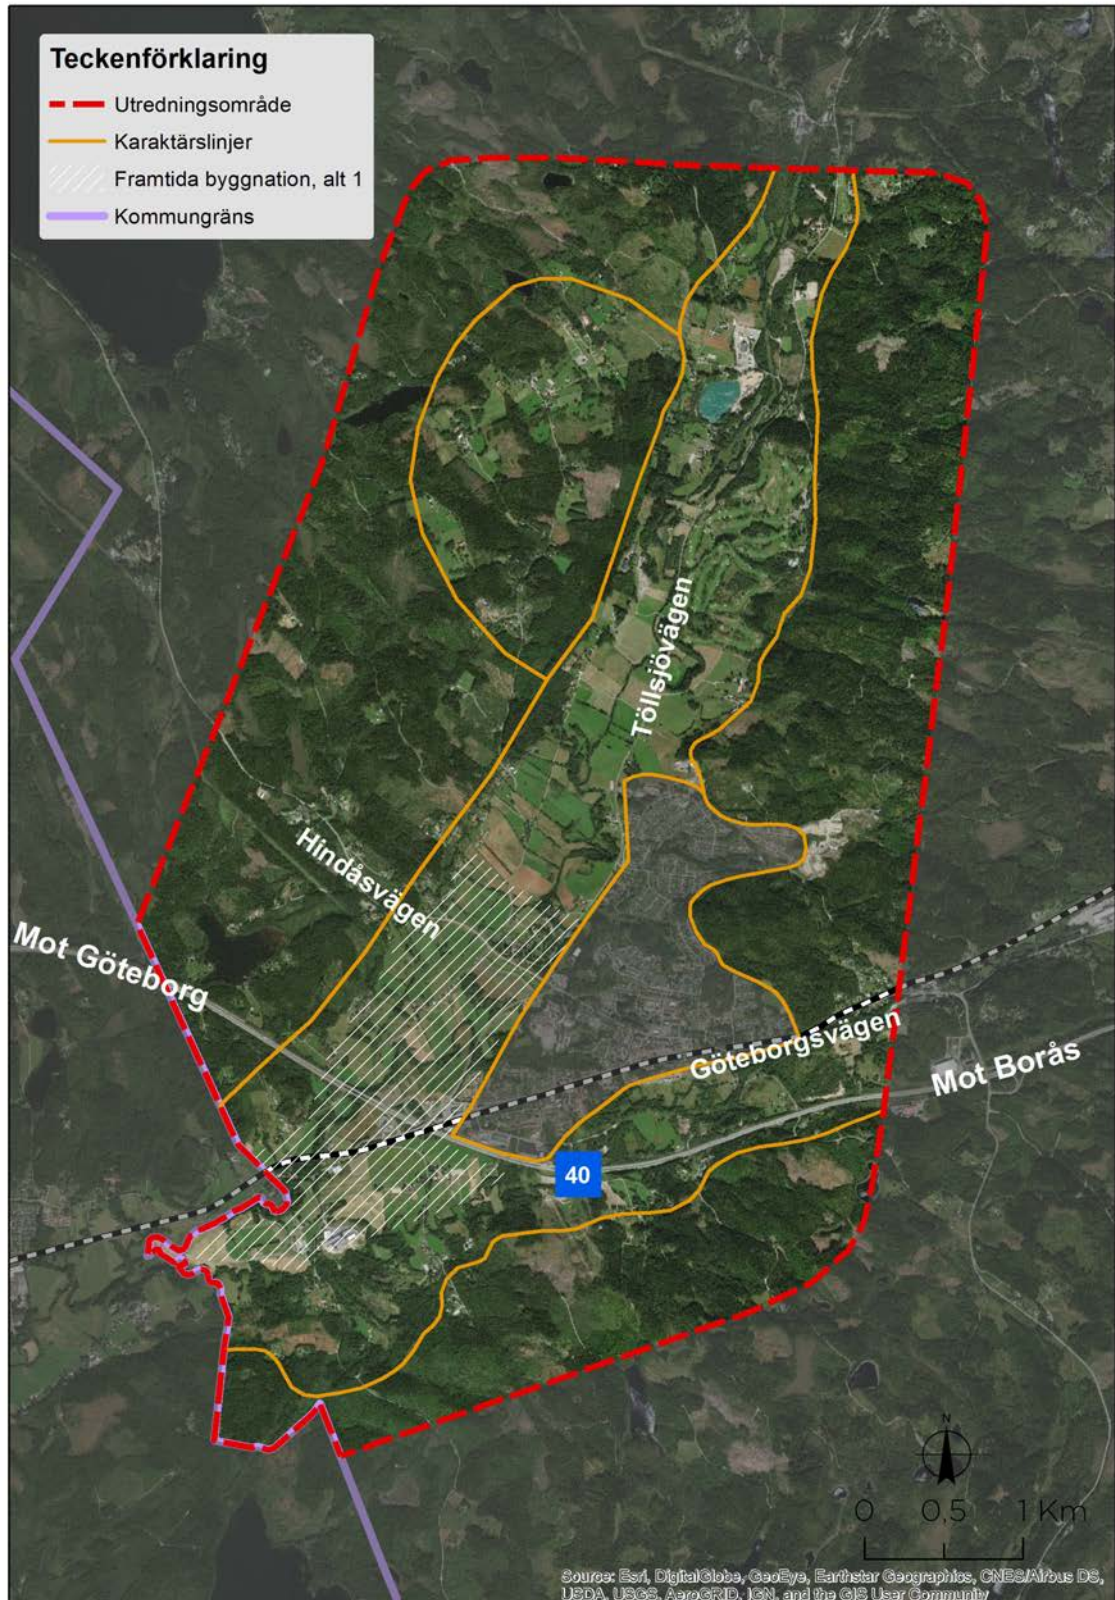 Teckenförklaring
Utredningsområde
Karaktärslinjer
Framtida byggnation, alt 1
Kommungräns
Töllsjövägen
Hindåsvägen
Mot Göteborg
Göteborgsvägen
Mot Borås
40
N
0 0,5 1 Km
Source: Esri, DigitalGlobe, GeoEye, Earthstar Geographics, CNES/Airbus DS,
USDA, USGS, AeroGRID, IGN, and the GIS User Community